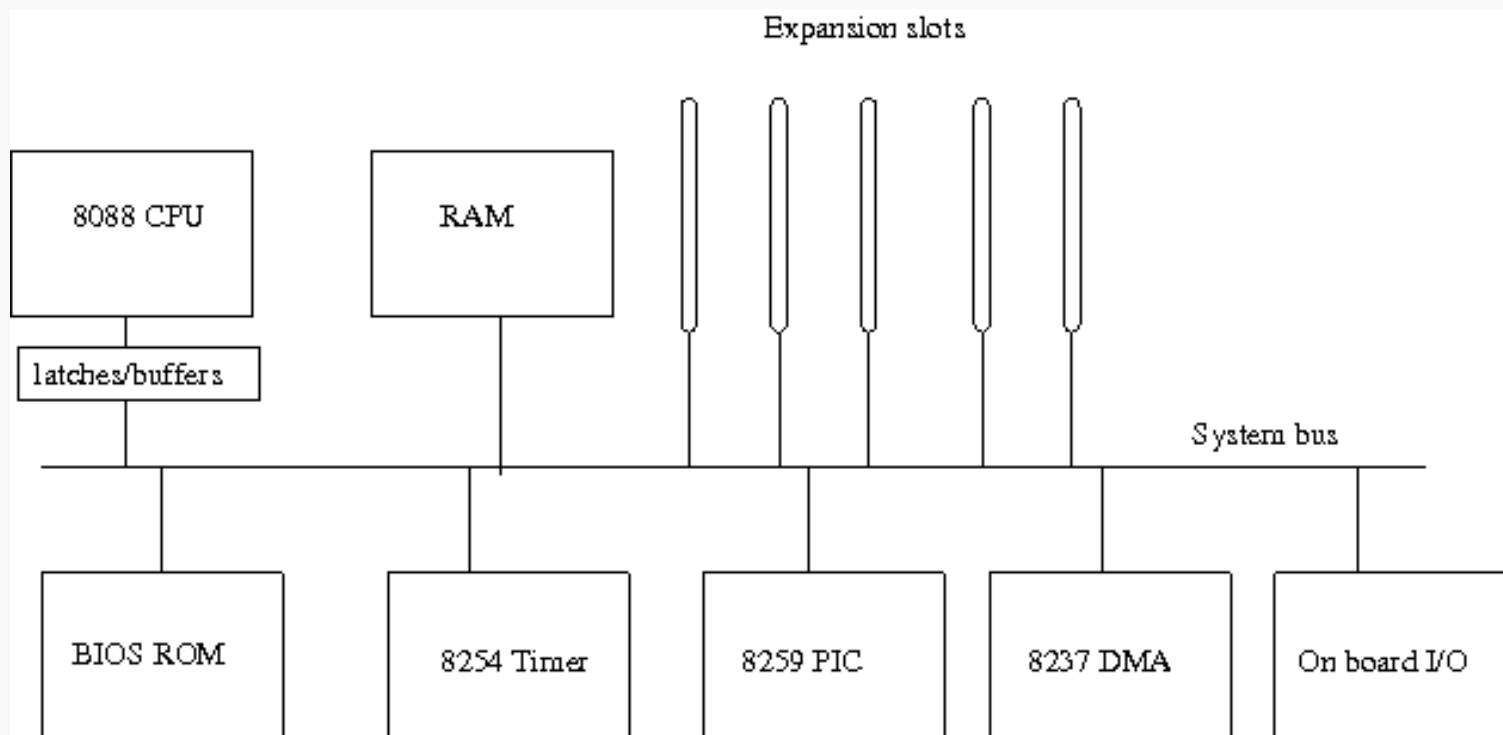 Expansion slots
8088 CPU
RAM
latches/buffers
System bus
BIOS ROM
8254 Timer
8259 PIC
8237 DMA
On board I/O